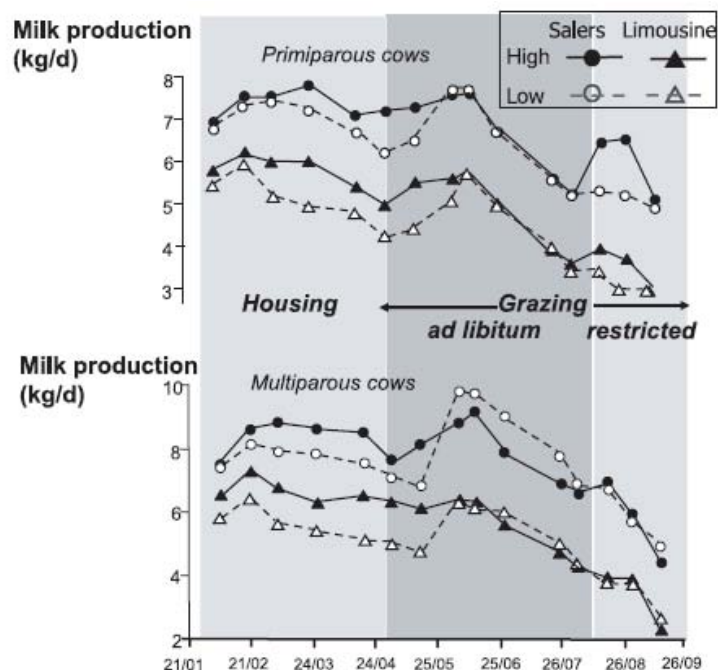 Milk production
(kg/d)
Primiparous cows
Salers Limousine
High
Low
8
7
6
5
4
3
Housing
Grazing
ad libitum restricted
Milk production
(kg/d)
Multiparous cows
10
8
6
4
2
21/01 21/02 24/03 24/04 25/05 25/06 26/07 26/08 26/09